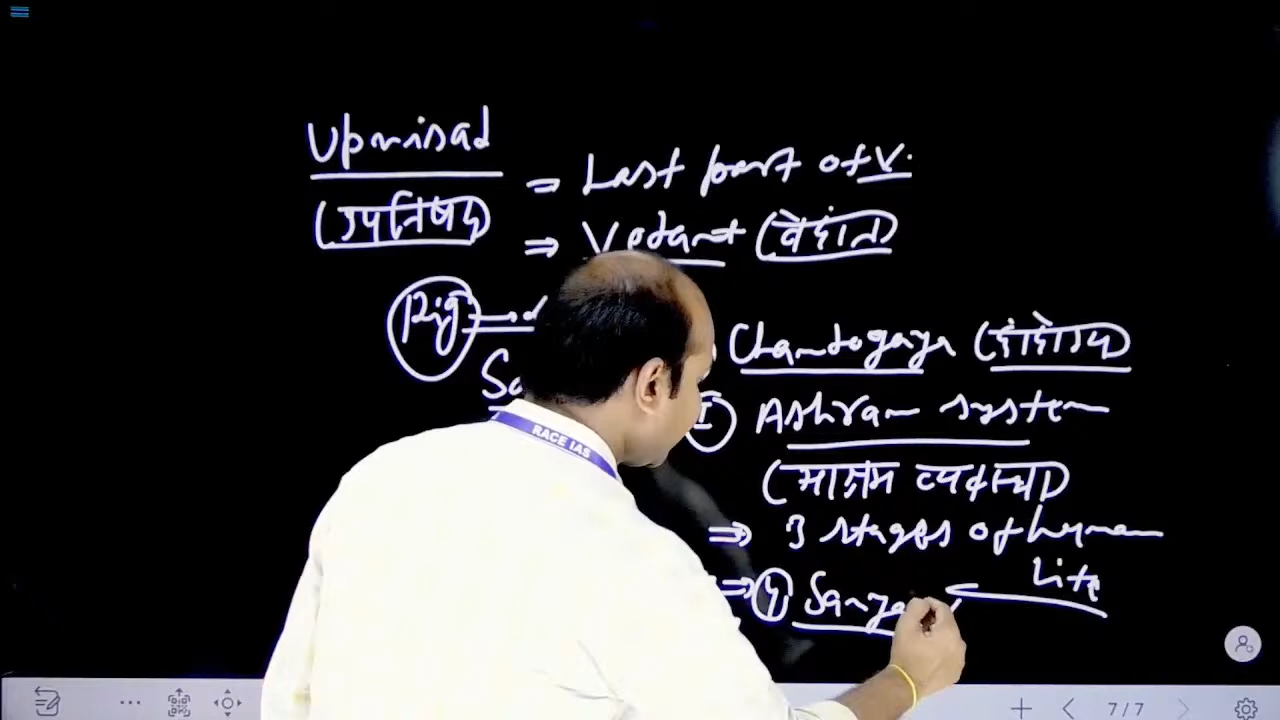 Upnisad
= Last part of V.
(उपनिषद)
⇒ Vedant (वेदांत)
Rig
Chandogaya (छांदोग्य)
I Ashram system
RACE IAS
(आश्रम व्यवस्था)
⇒ 3 stages of human
Life
⇒ 4
7/7